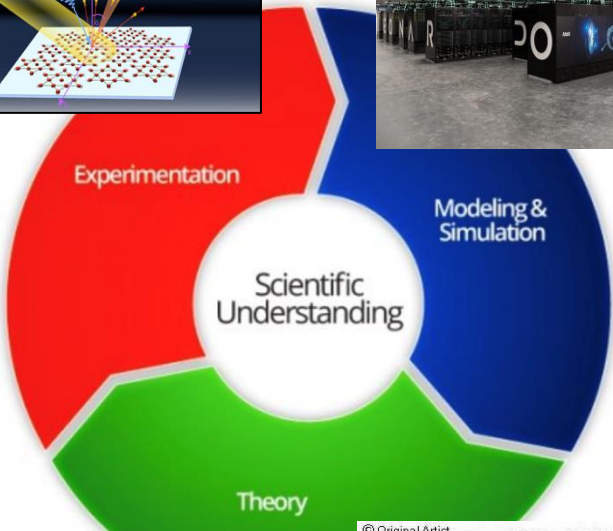 Experimentation
Modeling &
Simulation
Scientific
Understanding
Theory
© Original Artist